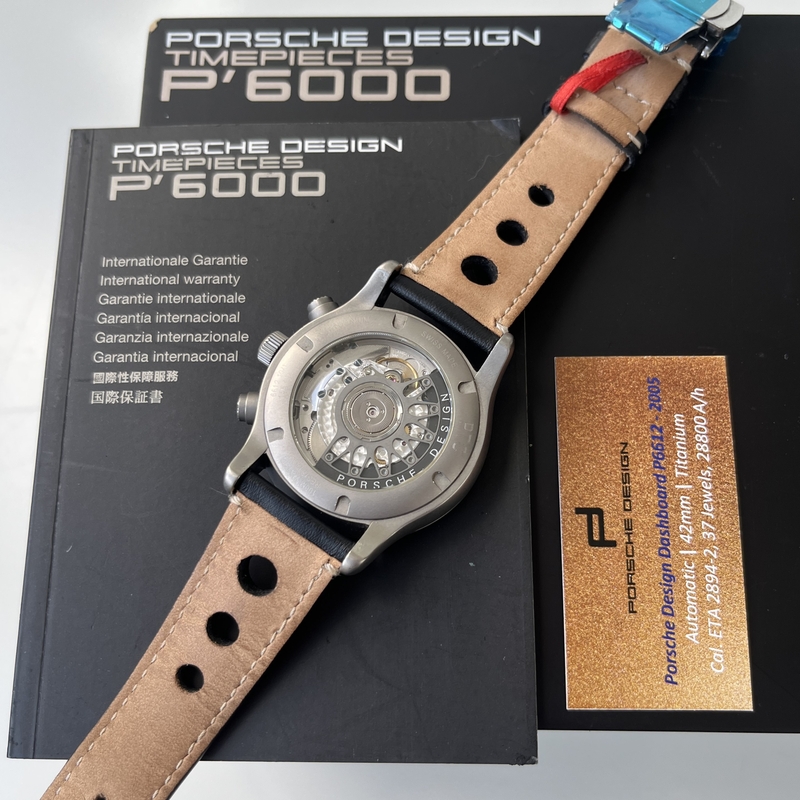 PORSCHE DESIGN
TIMEPIECES
P'6000
PORSCHE DESIGN
TIMEPIECES
P'6000
Internationale Garantie
International warranty
Garantie internationale
Garantía internacional
Garanzia internazionale
Garantia internacional
國際性保障服務
国際保証書
PORSCHE DESIGN
PORSCHE DESIGN
Porsche Design Dashboard P6612 - 2005
Automatic | 42mm | Titanium
Cal. ETA 2894-2, 37 Jewels, 28800 A/h